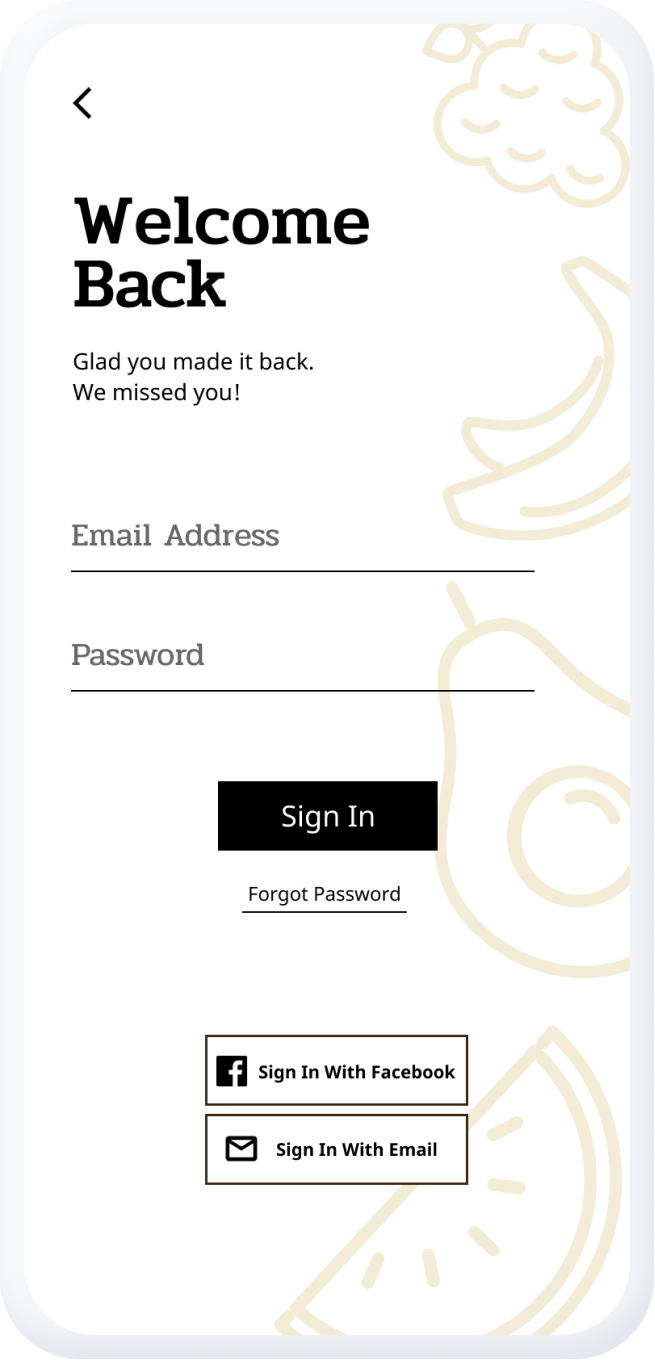 Welcome
Back
Glad you made it back.
We missed you!
Email Address
Password
Sign In
Forgot Password
Sign In With Facebook
Sign In With Email